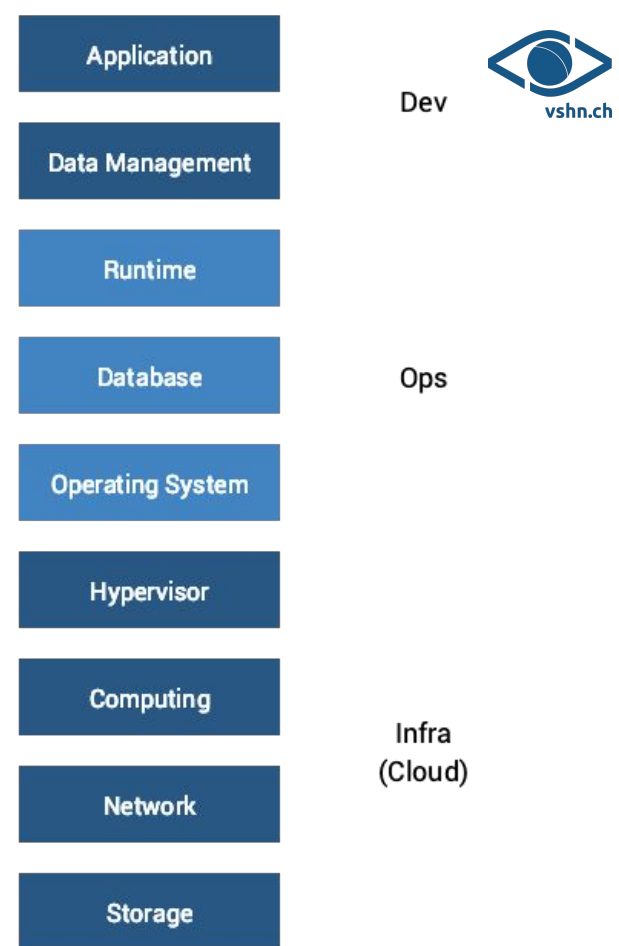 Application
Dev
vshn.ch
Data Management
Runtime
Database
Ops
Operating System
Hypervisor
Computing
Infra
(Cloud)
Network
Storage